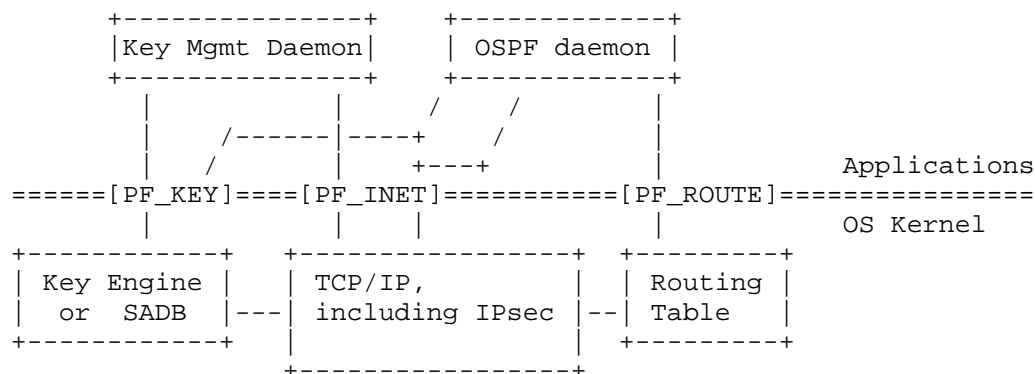 +---------------+     +-------------+
|Key Mgmt Daemon|     | OSPF daemon |
+---------------+     +-------------+
|           |     /    /        |
|    /------|----+    /         |
|   /       |    +---+          |          Applications
======[PF_KEY]====[PF_INET]===========[PF_ROUTE]================
|           |    |              |          OS Kernel
+------------+   +-----------------+  +---------+
| Key Engine |   | TCP/IP,         |  | Routing |
|  or  SADB  |---| including IPsec |--| Table   |
+------------+   |                 |  +---------+
+-----------------+